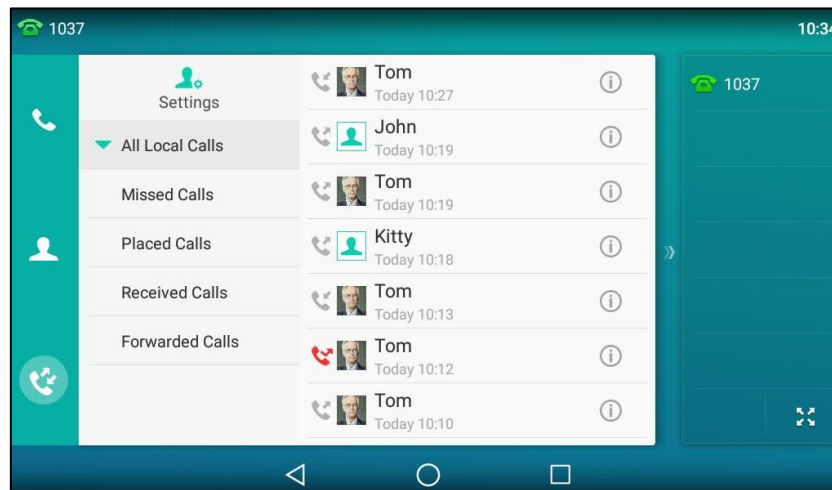 1037
10:34
Settings
All Local Calls
Missed Calls
Placed Calls
Received Calls
Forwarded Calls
Tom
Today 10:27
John
Today 10:19
Tom
Today 10:19
Kitty
Today 10:18
Tom
Today 10:13
Tom
Today 10:12
Tom
Today 10:10
1037